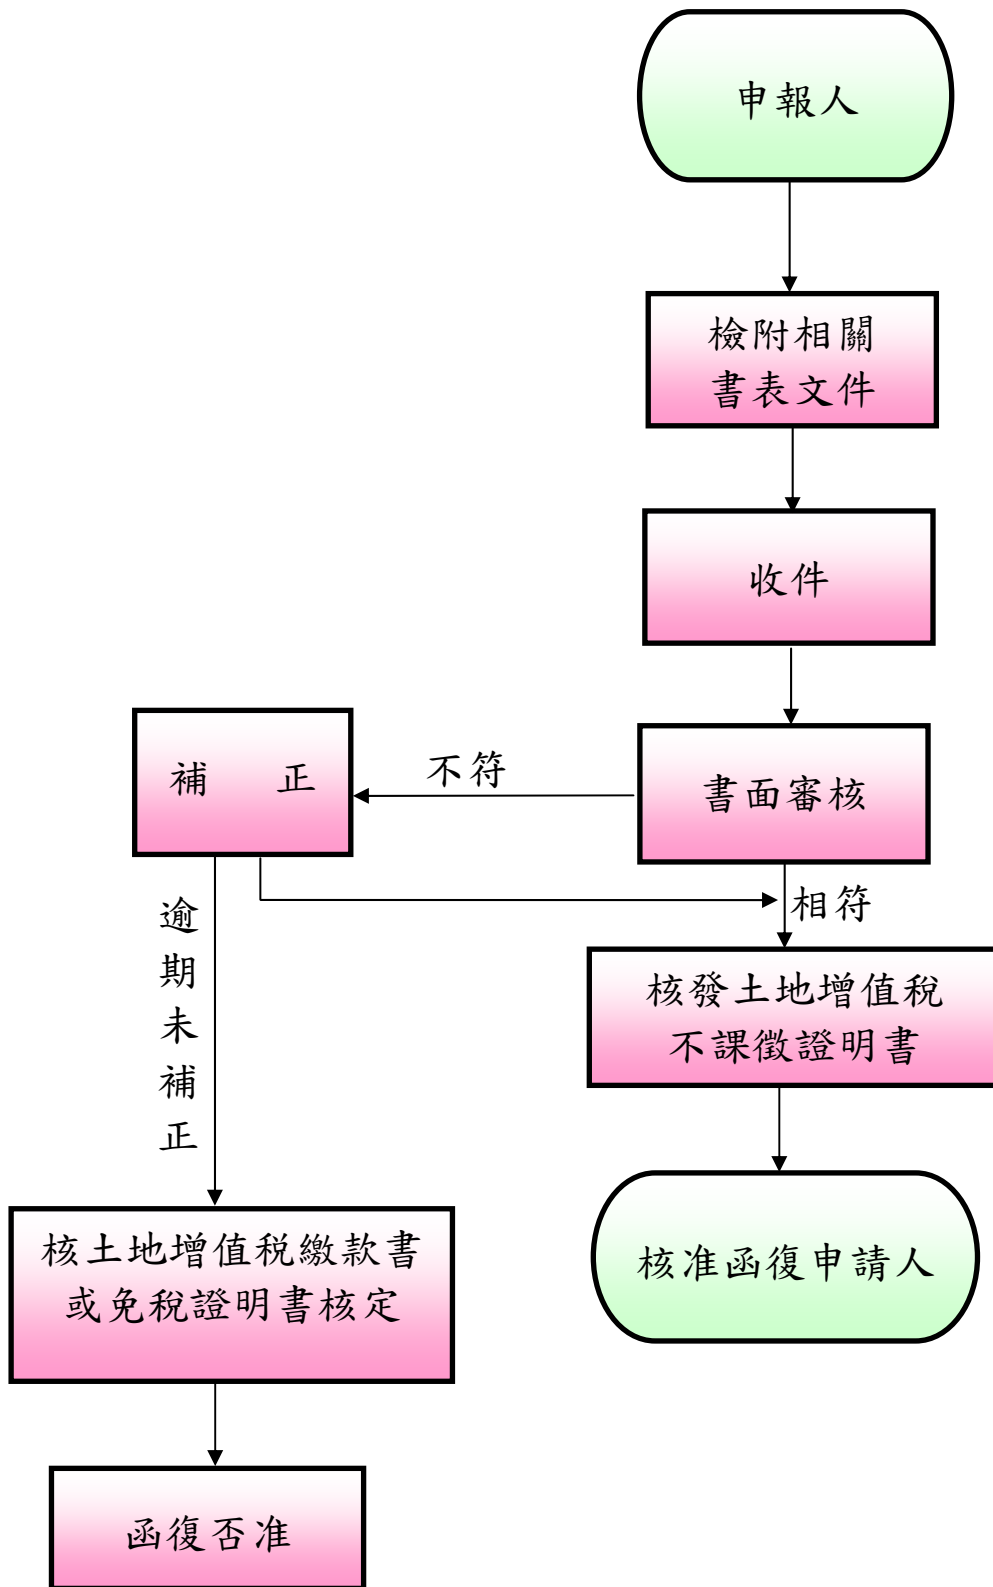 申報人
檢附相關
書表文件
收件
書面審核
不符
補 正
相符
逾期未補正
核發土地增值稅
不課徵證明書
核准函復申請人
核土地增值稅繳款書
或免稅證明書核定
函復否准